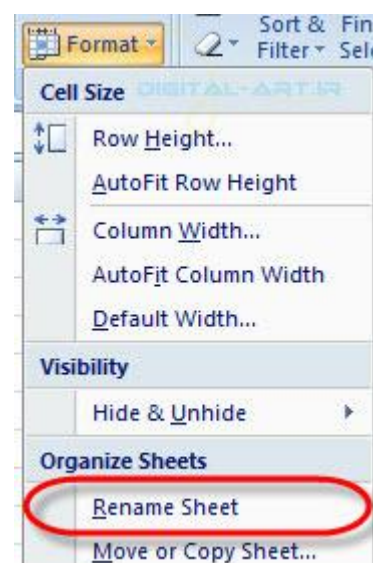 Format
Sort &
Filter
Fin
Sel
Cell Size
DIGITAL-ART.IR
Row Height...
AutoFit Row Height
Column Width...
AutoFit Column Width
Default Width...
Visibility
Hide & Unhide
Organize Sheets
Rename Sheet
Move or Copy Sheet...